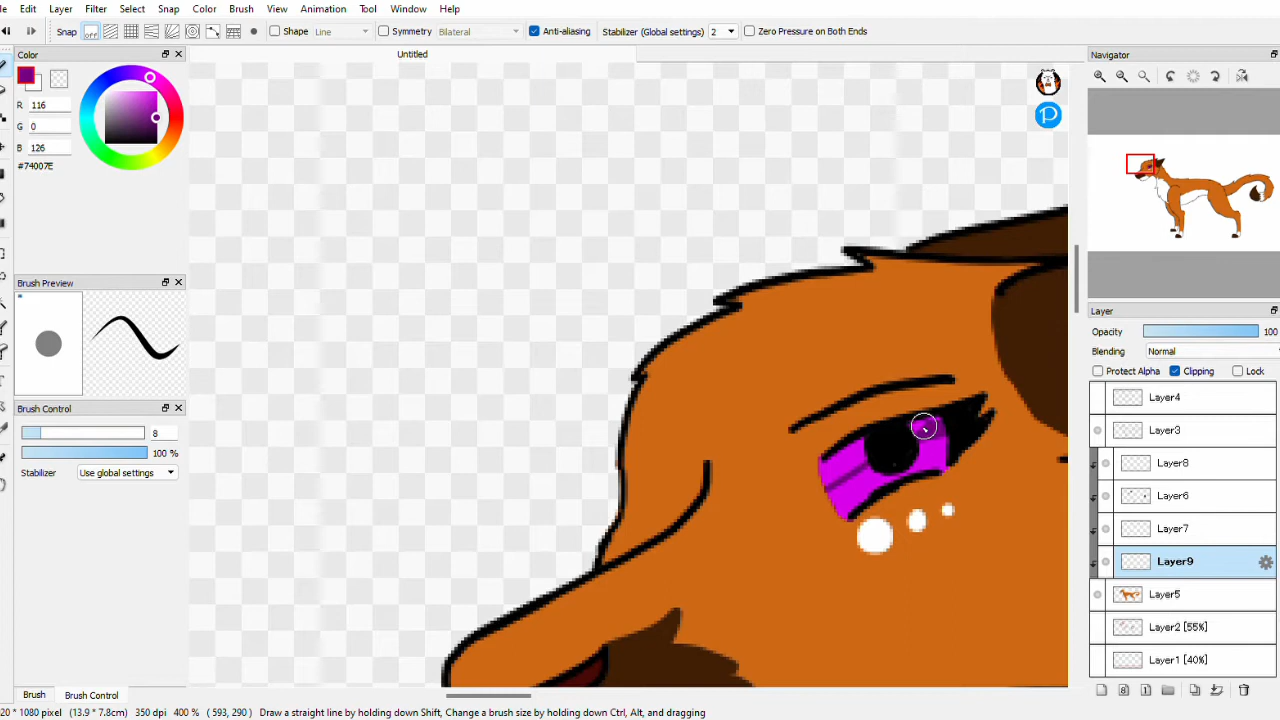 Edit Layer Filter Select Snap Color Brush View Animation Tool Window Help
Snap Off Shape Line Symmetry Bilateral Anti-aliasing Stabilizer (Global settings) 2 Zero Pressure on Both Ends
Color
Untitled
Navigator
R 116
G 0
B 126
#74007E
Brush Preview
Brush Control
8
100 %
Stabilizer Use global settings
Layer
Opacity 100
Blending Normal
Protect Alpha Clipping Lock
Layer4
Layer3
Layer8
Layer6
Layer7
Layer9
Layer5
Layer2 [55%]
Layer1 [40%]
Brush Brush Control
20 * 1080 pixel (13.9 * 7.8cm) 350 dpi 400 % ( 593, 290 ) Draw a straight line by holding down Shift, Change a brush size by holding down Ctrl, Alt, and dragging